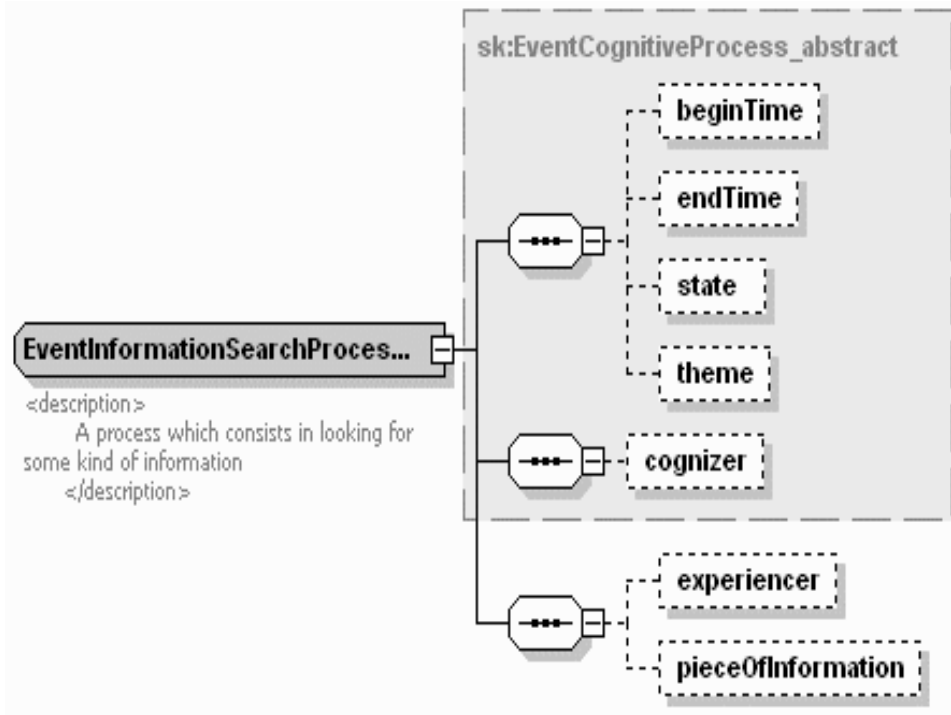 sk:EventCognitiveProcess_abstract
beginTime
endTime
state
EventInformationSearchProces...
theme
<description>
A process which consists in looking for
some kind of information
</description>
cognizer
experiencer
pieceOfInformation